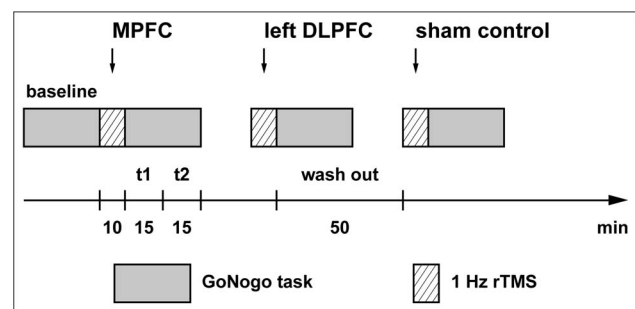 MPFC left DLPFC sham control
baseline
t1 t2 wash out
10 15 15 50 min
GoNogo task 1 Hz rTMS